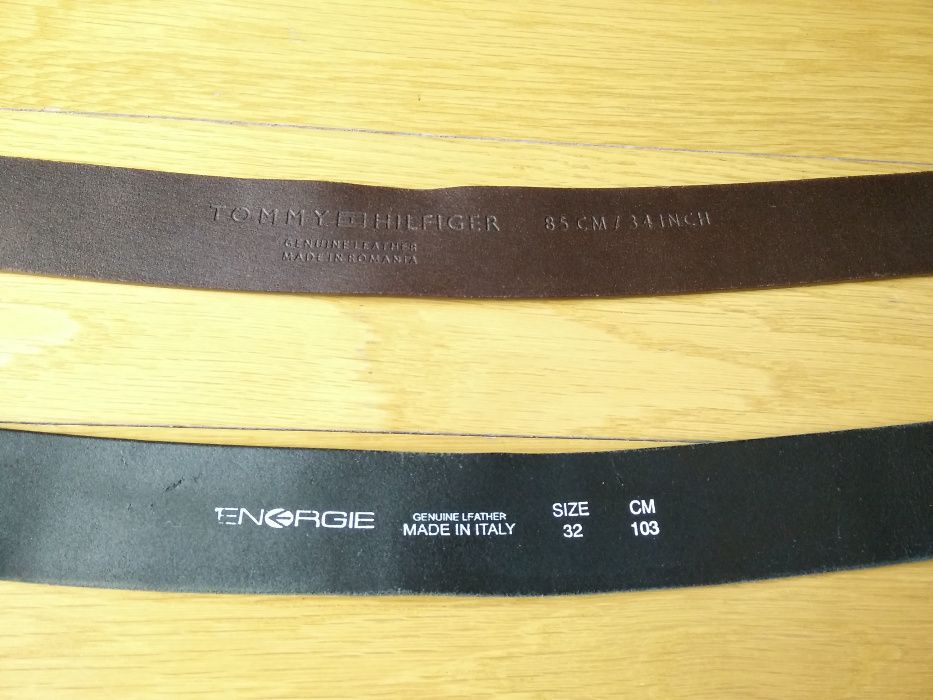 TOMMY HILFIGER 85 CM / 34 INCH
GENUINE LEATHER
MADE IN ROMANIA
ENERGIE
GENUINE LEATHER
MADE IN ITALY
SIZE CM
32 103